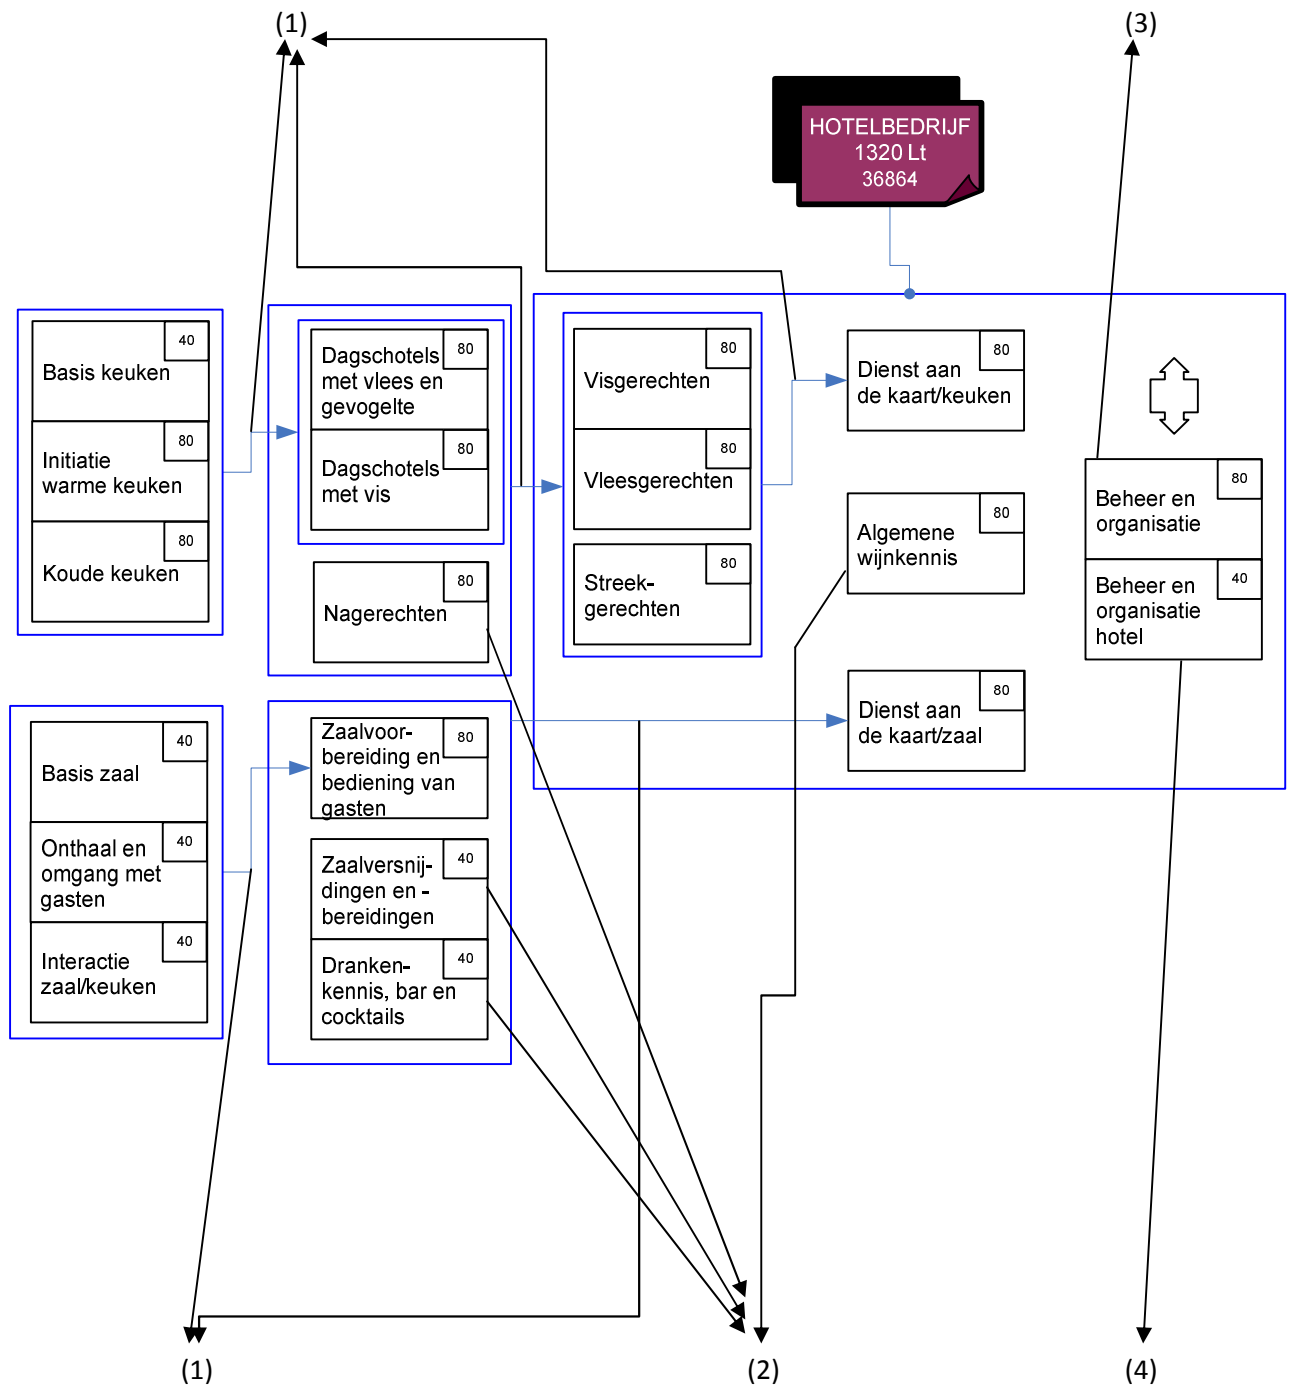 (1)
(3)
HOTELBEDRIJF
1320 Lt
36864
40
Basis keuken
80
Initiatie
warme keuken
80
Koude keuken
80
Dagschotels
met vlees en
gevogelte
80
Dagschotels
met vis
80
Nagerechten
80
Visgerechten
80
Vleesgerechten
80
Streek-
gerechten
80
Dienst aan
de kaart/keuken
80
Algemene
wijnkennis
80
Dienst aan
de kaart/zaal
80
Beheer en
organisatie
40
Beheer en
organisatie
hotel
40
Basis zaal
40
Onthaal en
omgang met
gasten
40
Interactie
zaal/keuken
80
Zaalvoor-
bereiding en
bediening van
gasten
40
Zaalversnij-
dingen en -
bereidingen
40
Dranken-
kennis, bar en
cocktails
(1)
(2)
(4)